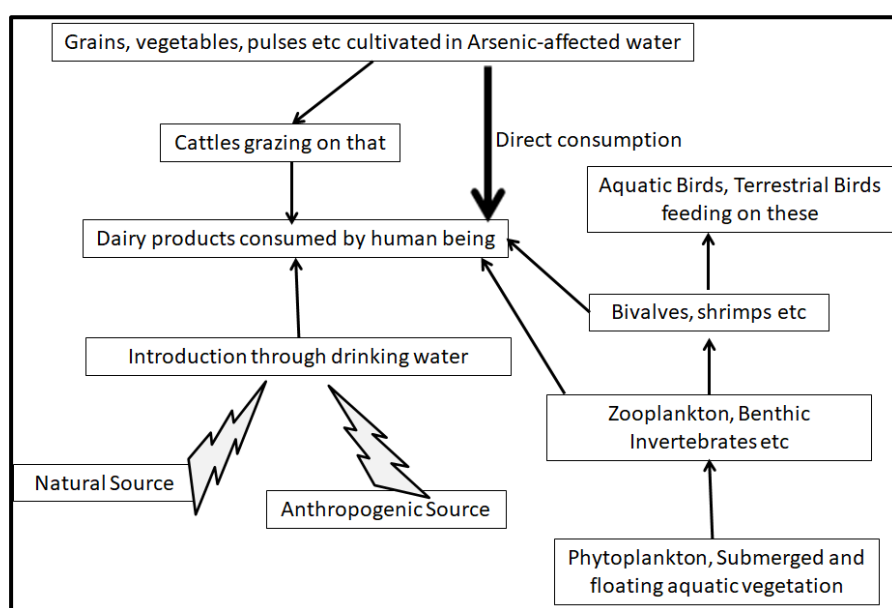 Grains, vegetables, pulses etc cultivated in Arsenic-affected water
Cattles grazing on that
Direct consumption
Aquatic Birds, Terrestrial Birds
feeding on these
Dairy products consumed by human being
Bivalves, shrimps etc
Introduction through drinking water
Zooplankton, Benthic
Invertebrates etc
Natural Source
Anthropogenic Source
Phytoplankton, Submerged and
floating aquatic vegetation